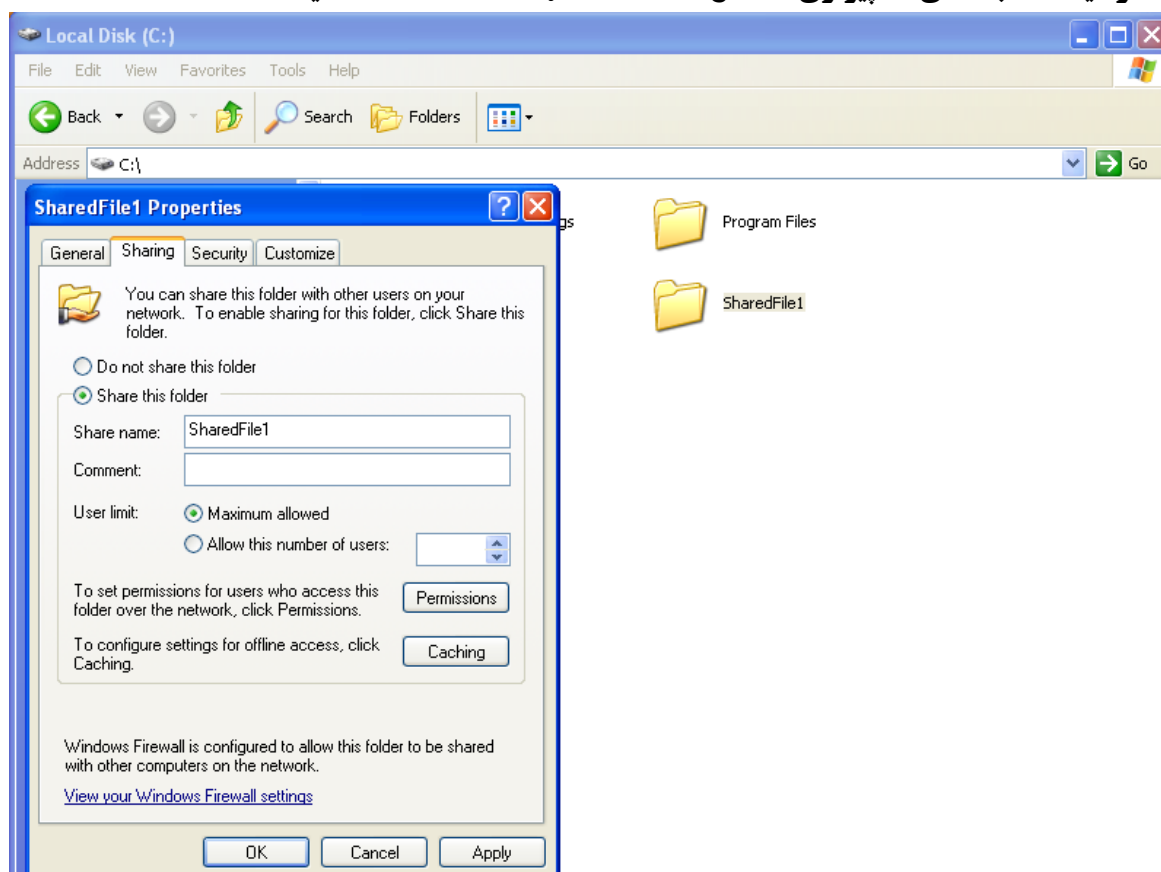 Local Disk (C:)
File Edit View Favorites Tools Help
Back Search Folders
Address C:\ Go
SharedFile1 Properties
gs
Program Files
General Sharing Security Customize
SharedFile1
You can share this folder with other users on your
network. To enable sharing for this folder, click Share this
folder.
Do not share this folder
Share this folder
Share name: SharedFile1
Comment:
User limit: Maximum allowed
Allow this number of users:
To set permissions for users who access this
folder over the network, click Permissions.
Permissions
To configure settings for offline access, click
Caching.
Caching
Windows Firewall is configured to allow this folder to be shared
with other computers on the network.
View your Windows Firewall settings
OK Cancel Apply